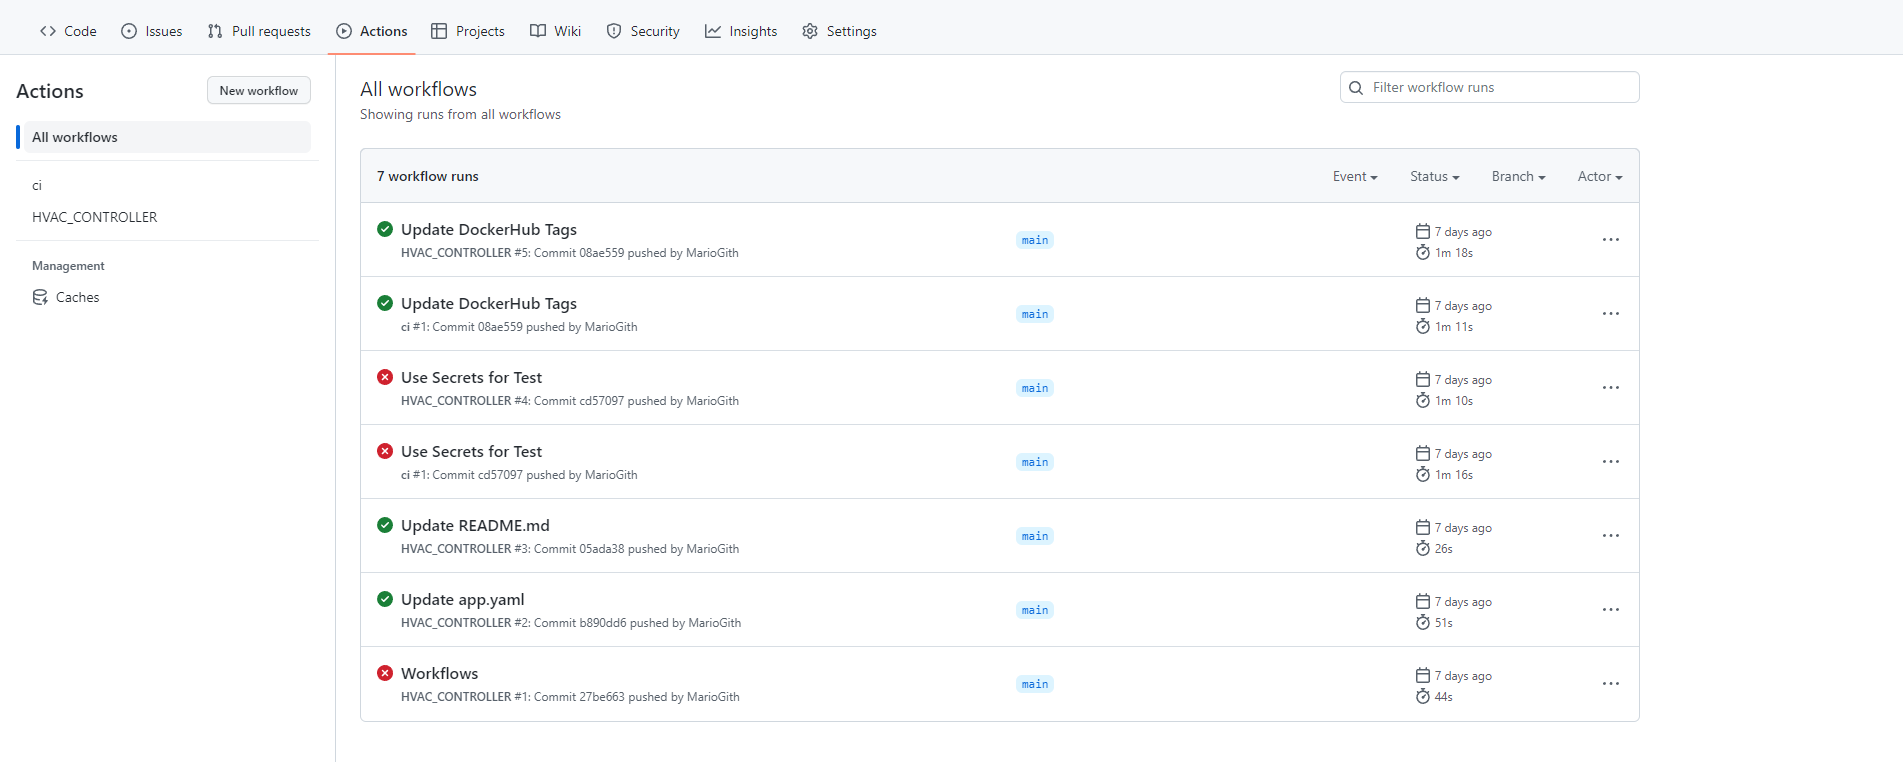 Code Issues Pull requests Actions Projects Wiki Security Insights Settings
Actions
New workflow
All workflows
ci
HVAC_CONTROLLER
Management
Caches
All workflows
Showing runs from all workflows
Filter workflow runs
7 workflow runs
Event Status Branch Actor
Update DockerHub Tags
HVAC_CONTROLLER #5: Commit 08ae559 pushed by MarioGith
main
7 days ago
1m 18s
Update DockerHub Tags
ci #1: Commit 08ae559 pushed by MarioGith
main
7 days ago
1m 11s
Use Secrets for Test
HVAC_CONTROLLER #4: Commit cd57097 pushed by MarioGith
main
7 days ago
1m 10s
Use Secrets for Test
ci #1: Commit cd57097 pushed by MarioGith
main
7 days ago
1m 16s
Update README.md
HVAC_CONTROLLER #3: Commit 05ada38 pushed by MarioGith
main
7 days ago
26s
Update app.yaml
HVAC_CONTROLLER #2: Commit b890dd6 pushed by MarioGith
main
7 days ago
51s
Workflows
HVAC_CONTROLLER #1: Commit 27be663 pushed by MarioGith
main
7 days ago
44s